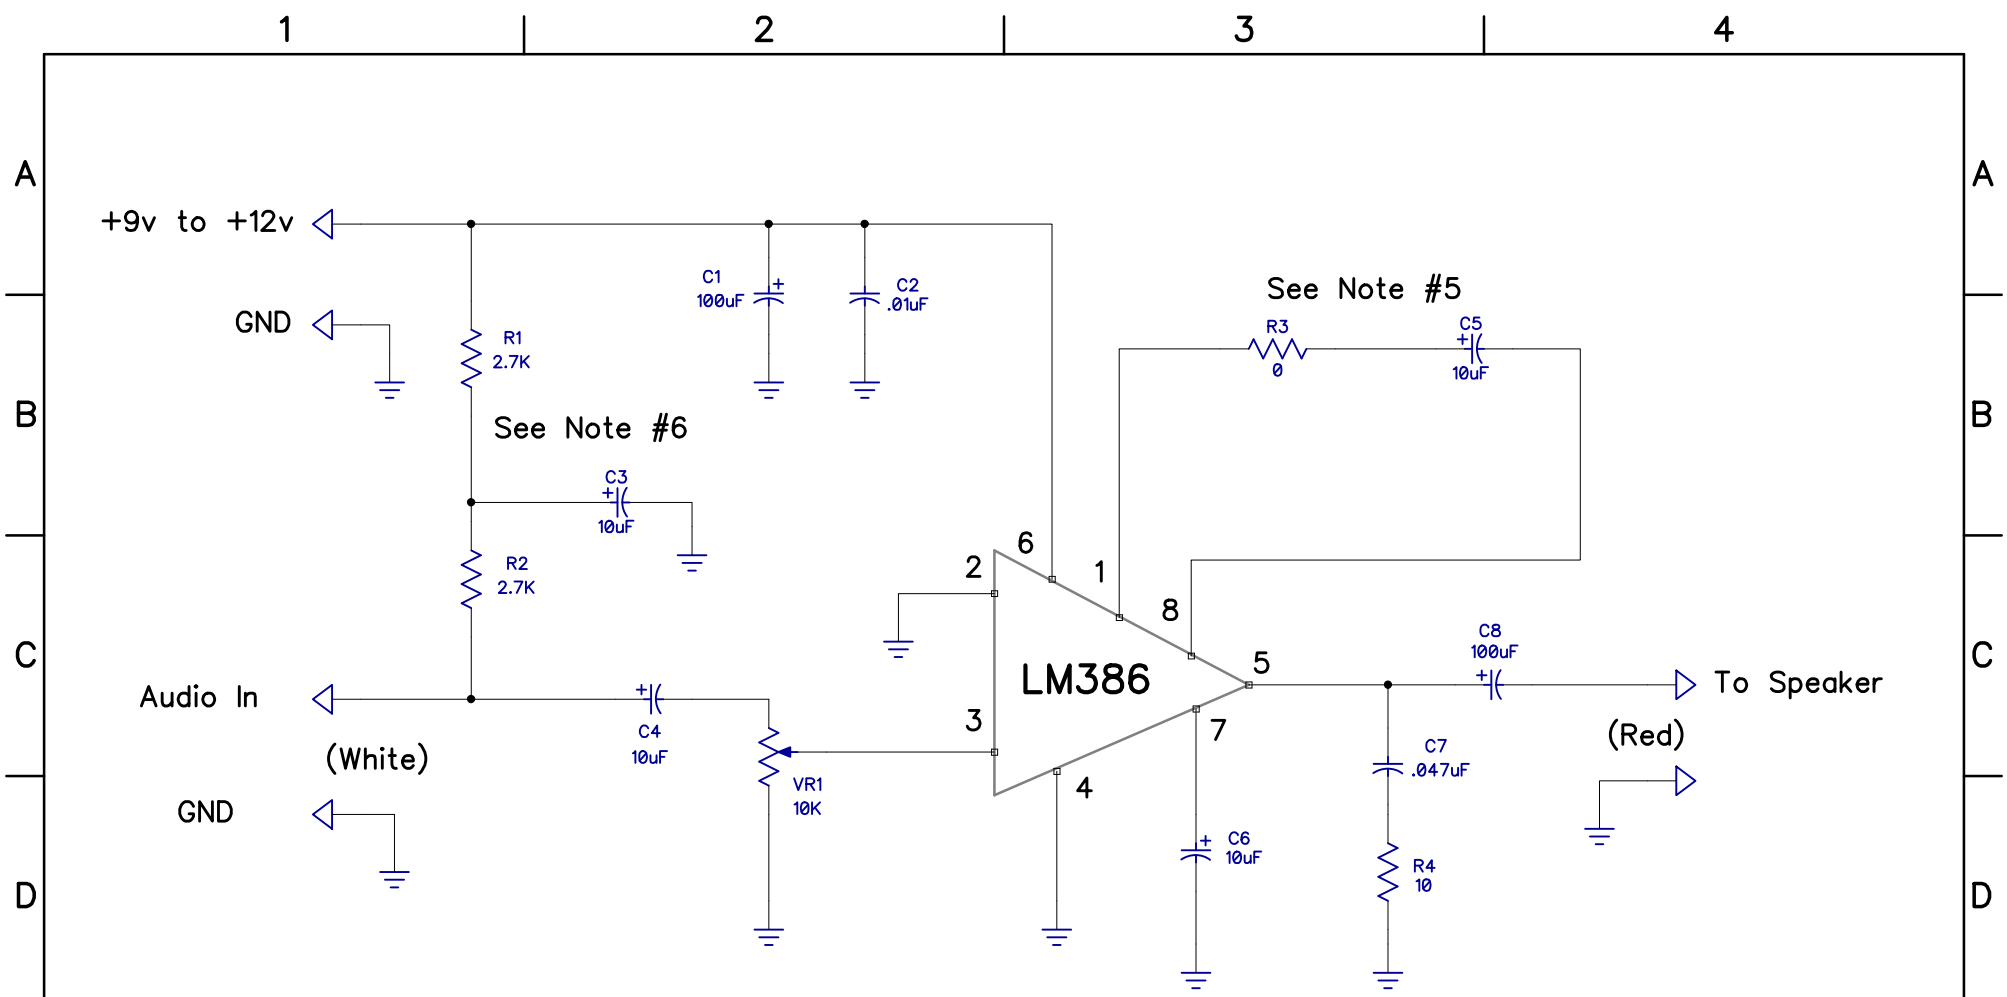 1 2 3 4
A A
+9v to +12v
C1
100uF
+
C2
.01uF
See Note #5
GND
R1
2.7K
R3
0
C5
+
10uF
B B
See Note #6
C3
+
10uF
R2
2.7K
2
6
1
8
C C
LM386
5
C8
100uF
+
To Speaker
Audio In
+
C4
10uF
3
7
(White)
(Red)
VR1
10K
4
C7
.047uF
GND
C6
+
10uF
R4
10
D D